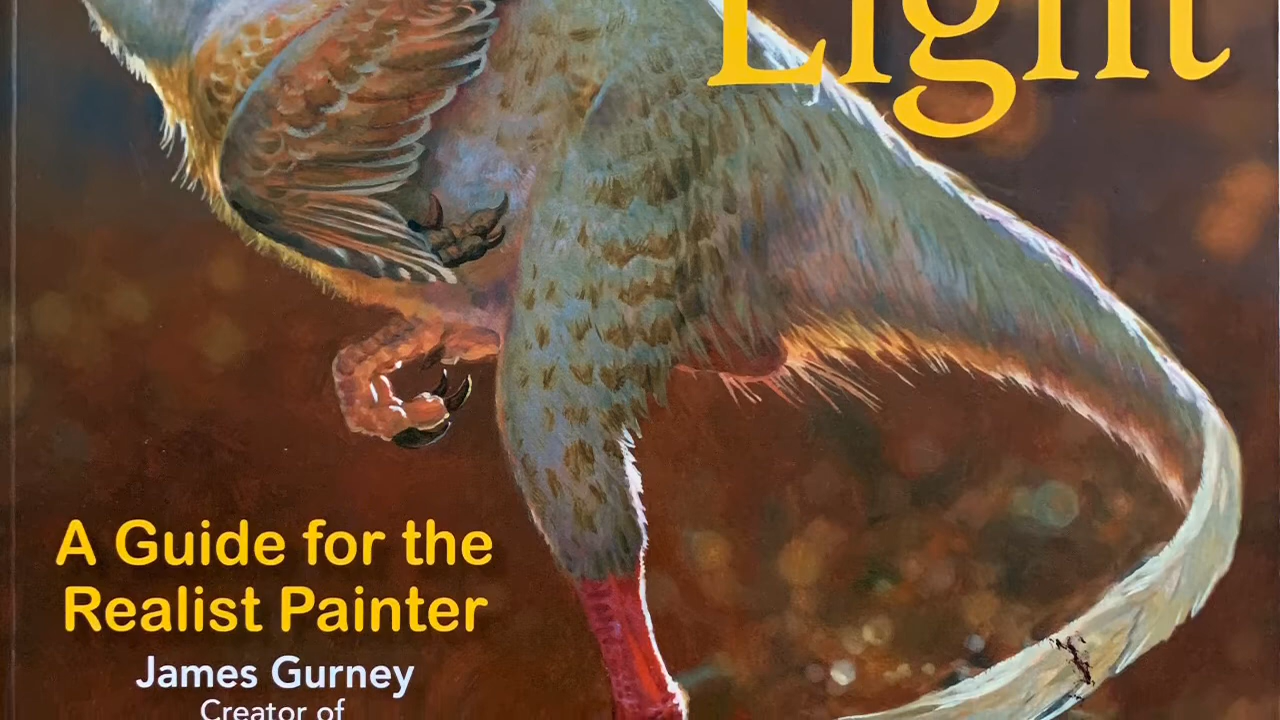 Light
A Guide for the
Realist Painter
James Gurney
Creator of